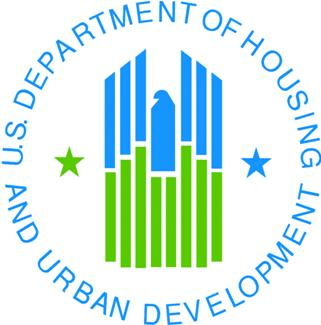 U.S. DEPARTMENT OF HOUSING
AND URBAN DEVELOPMENT